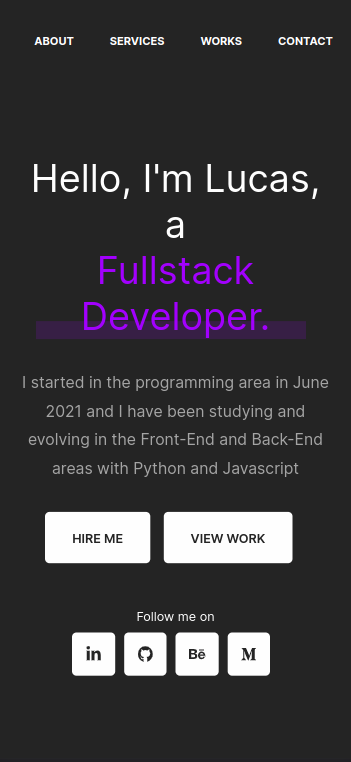 ABOUT SERVICES WORKS CONTACT
Hello, I'm Lucas,
a
Fullstack
Developer.
I started in the programming area in June
2021 and I have been studying and
evolving in the Front-End and Back-End
areas with Python and Javascript
HIRE ME VIEW WORK
Follow me on
in Bē M